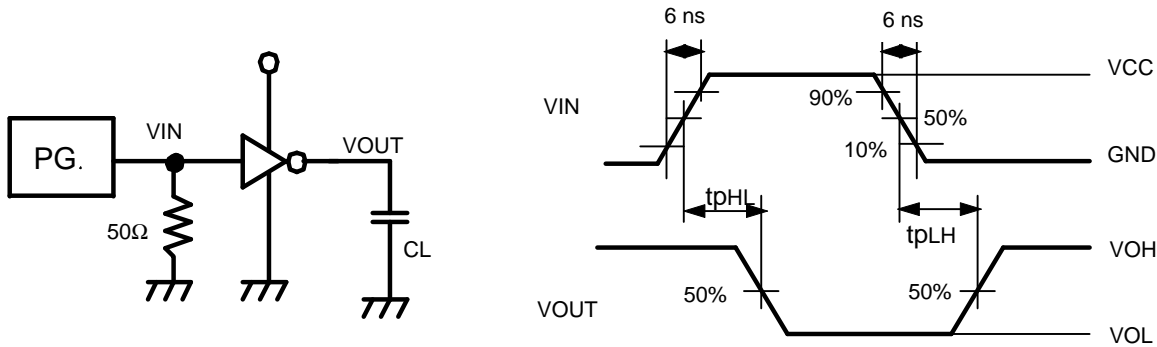 PG.
VIN
VOUT
50Ω
CL
6 ns
6 ns
VIN
90%
50%
10%
VCC
GND
tpHL
tpLH
VOUT
50%
50%
VOH
VOL